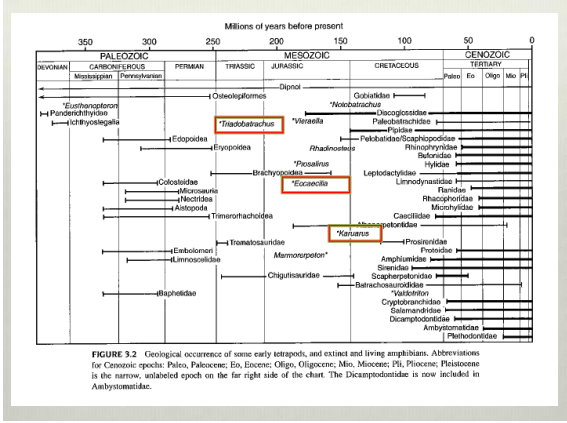 Millions of years before present
350 300 250 200 150 100 50 0
PALEOZOIC MESOZOIC CENOZOIC
DEVONIAN CARBONIFEROUS PERMIAN TRIASSIC JURASSIC CRETACEOUS TERTIARY
Mississippian Pennsylvanian Paleo Eo Oligo Mio Pli
Dipnoi
Osteolepiformes Gobiatidae
*Eusthenopteron *Notobatrachus
Panderichthyidae *Vieraella Discoglossidae
Ichthyostegalia *Triadobatrachus Paleobatrachidae
Pipidae
Edopoidea Pelobatidae/Scaphiopodidae
Eryopoidea Rhadinosteus Rhinophrynidae
Bufonidae
*Prosalirus Hylidae
Brachyopoidea Leptodactylidae
Colosteidae *Eocaecilia Limnodynastidae
Microsauria Ranidae
Nectridea Rhacophoridae
Aistopoda Microhylidae
Trimerorhachoidea Caeciliidae
*Karuarus
Trematosauridae Prosirenidae
Embolomeri Marmorerpeton* Proteidae
Limnoscelidae Amphiumidae
Sirenidae
Chigutisauridae Scapherpetonidae
Batrachosauroididae
Baphetidae *Valdotriton
Cryptobranchidae
Salamandridae
Dicamptodontidae
Ambystomatidae
Plethodontidae
FIGURE 3.2 Geological occurrence of some early tetrapods, and extinct and living amphibians. Abbreviations
for Cenozoic epochs: Paleo, Paleocene; Eo, Eocene; Oligo, Oligocene; Mio, Miocene; Pli, Pliocene; Pleistocene
is the narrow, unlabeled epoch on the far right side of the chart. The Dicamptodontidae is now included in
Ambystomatidae.